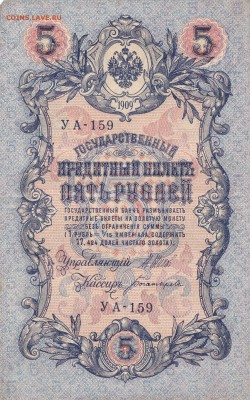 COINS.LAVE.RU
5 5
1909
УА-159
ГОСУДАРСТВЕННЫЙ
КРЕДИТНЫЙ БИЛЕТЪ
ПЯТЬ РУБЛЕЙ
ГОСУДАРСТВЕННЫЙ БАНКЪ РАЗМѢНИВАЕТЪ
КРЕДИТНЫЕ БИЛЕТЫ НА ЗОЛОТУЮ МОНЕТУ
БЕЗЪ ОГРАНИЧЕНІЯ СУММЫ
(1 РУБЛЬ = 1/15 ИМПЕРІАЛА, СОДЕРЖИТЪ
17,424 ДОЛЕЙ ЧИСТАГО ЗОЛОТА).
Управляющій
Кассиръ
УА-159
5